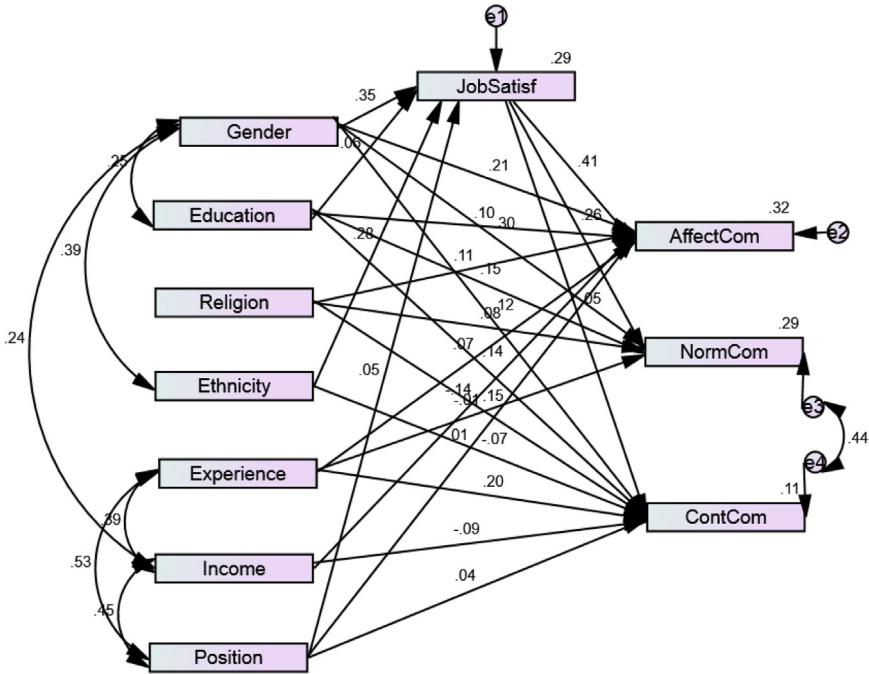 e1
.29
JobSatisf
.35
Gender
.06
.25
.21
.41
.32
Education
.10
.30
.26
AffectCom
e2
.28
.39
.11
.15
Religion
.12
.08
.05
.29
.24
.07
.14
NormCom
.05
Ethnicity
-.14
-.01
.15
e3
.01
-.07
.44
e4
Experience
.20
.11
ContCom
.39
-.09
.53
Income
.04
.45
Position